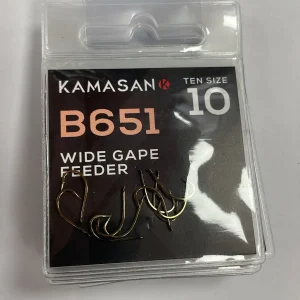 KAMASAN K
TEN SIZE
10
B651
WIDE GAPE
FEEDER